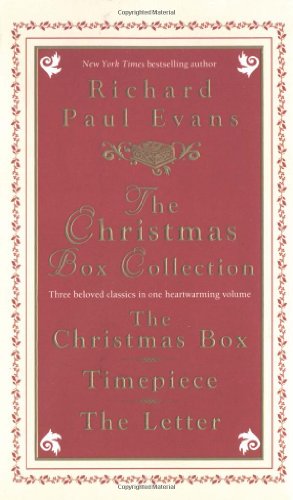 New York Times bestselling author
Richard
Paul Evans
The
Christmas
Box Collection
Three beloved classics in one heartwarming volume
The
Christmas Box
Timepiece
The Letter